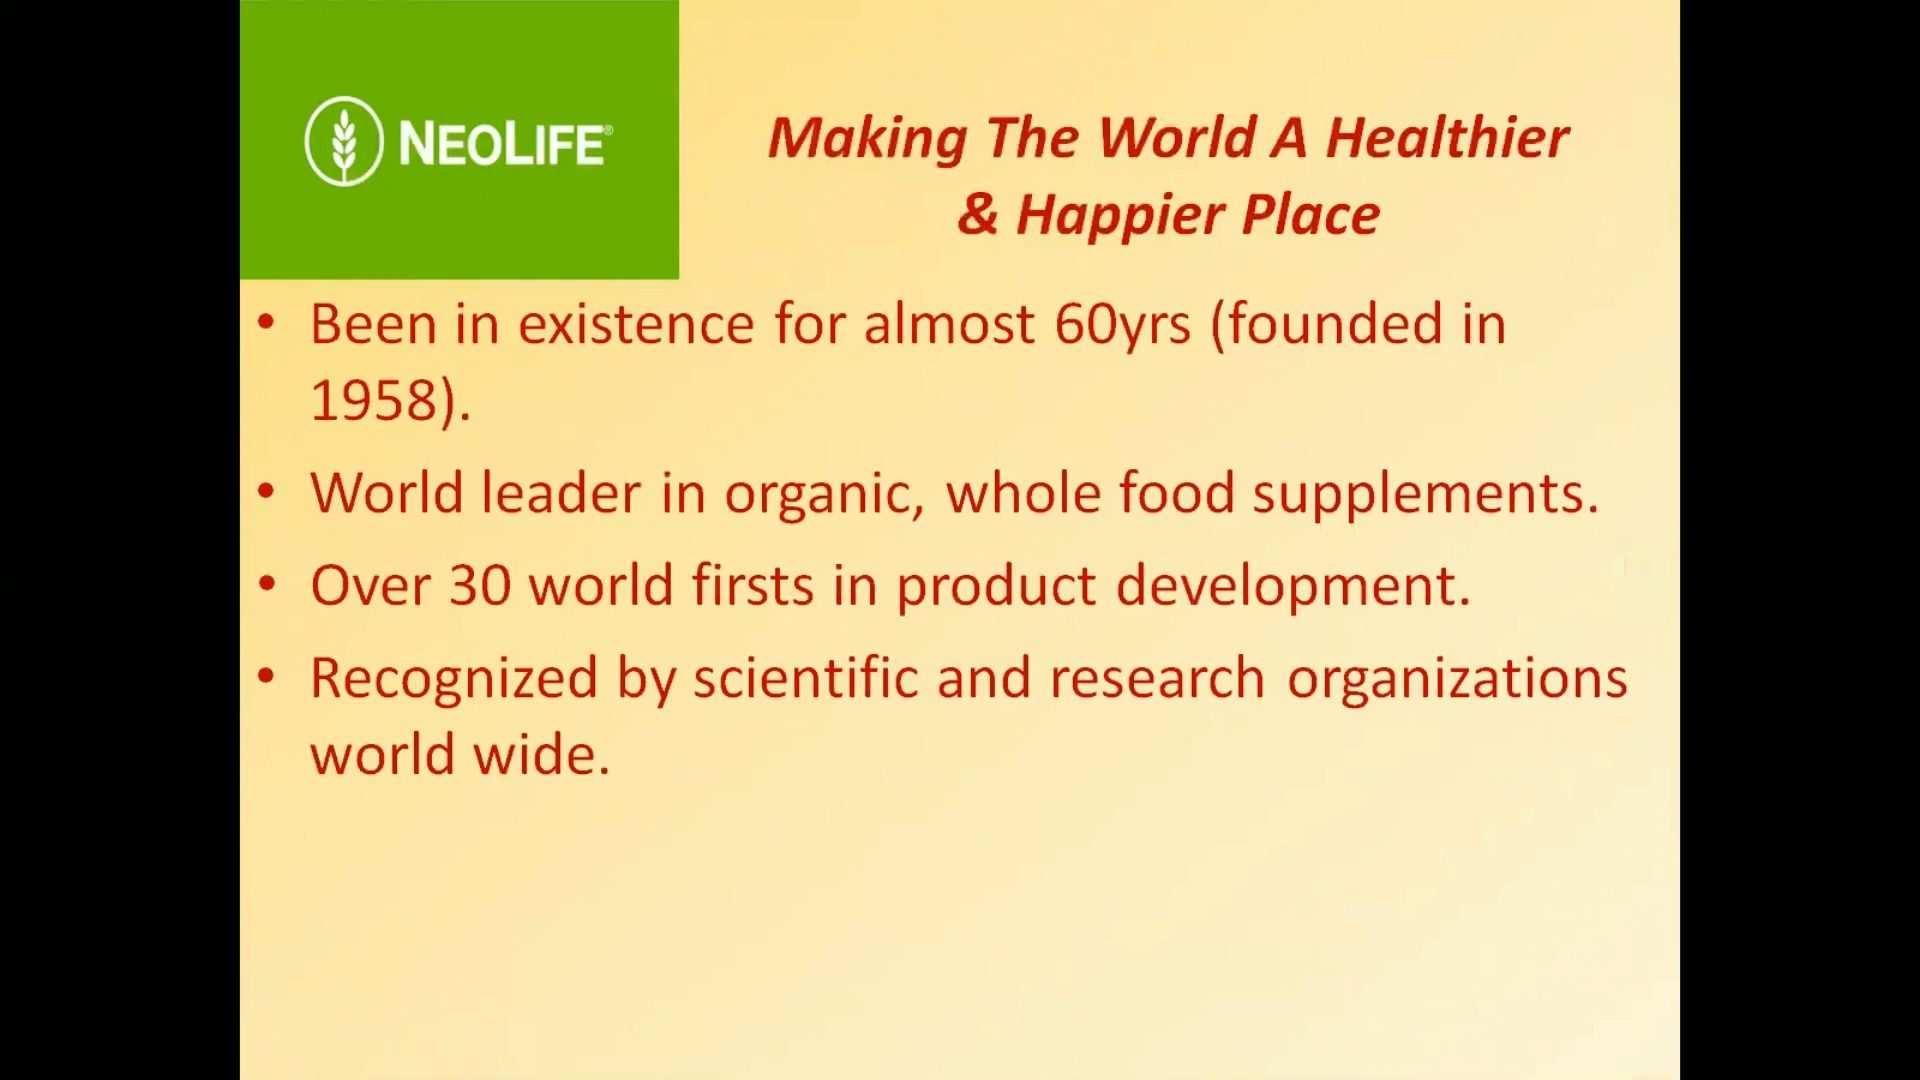 NEOLIFE®
Making The World A Healthier
& Happier Place
• Been in existence for almost 60yrs (founded in
1958).
• World leader in organic, whole food supplements.
• Over 30 world firsts in product development.
• Recognized by scientific and research organizations
world wide.